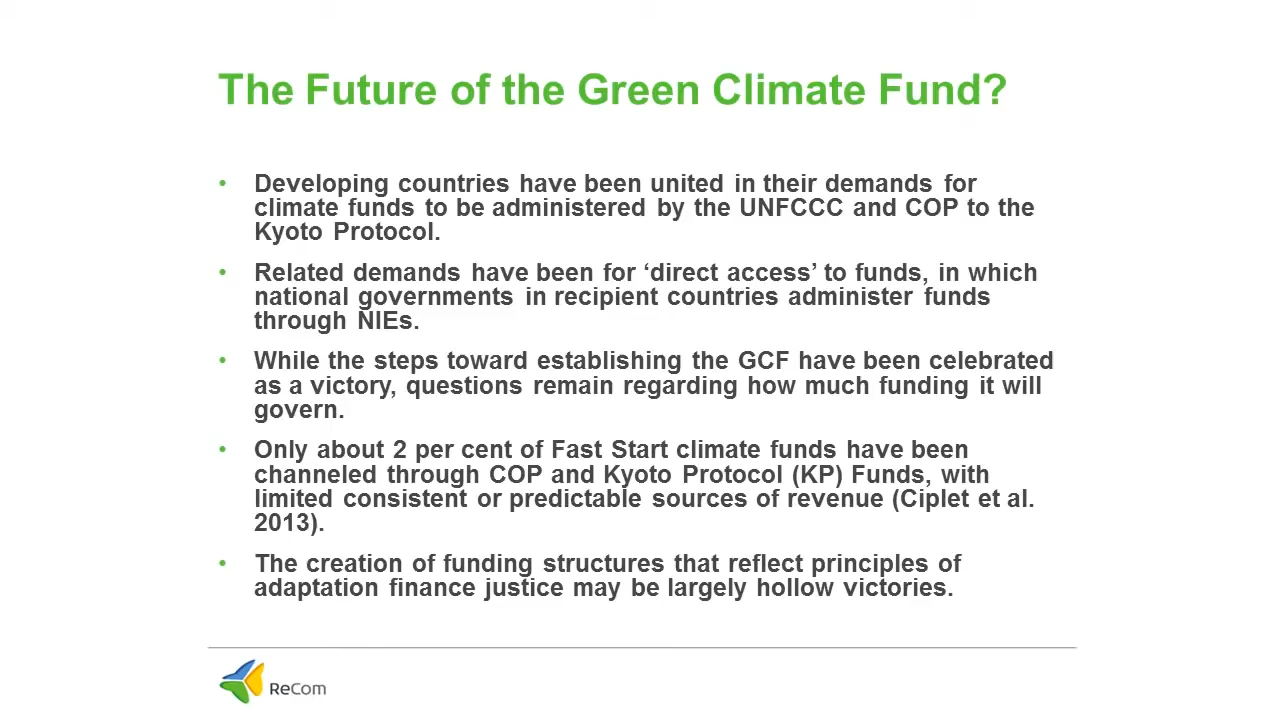 The Future of the Green Climate Fund?
• Developing countries have been united in their demands for
climate funds to be administered by the UNFCCC and COP to the
Kyoto Protocol.
• Related demands have been for ‘direct access’ to funds, in which
national governments in recipient countries administer funds
through NIEs.
• While the steps toward establishing the GCF have been celebrated
as a victory, questions remain regarding how much funding it will
govern.
• Only about 2 per cent of Fast Start climate funds have been
channeled through COP and Kyoto Protocol (KP) Funds, with
limited consistent or predictable sources of revenue (Ciplet et al.
2013).
• The creation of funding structures that reflect principles of
adaptation finance justice may be largely hollow victories.
ReCom